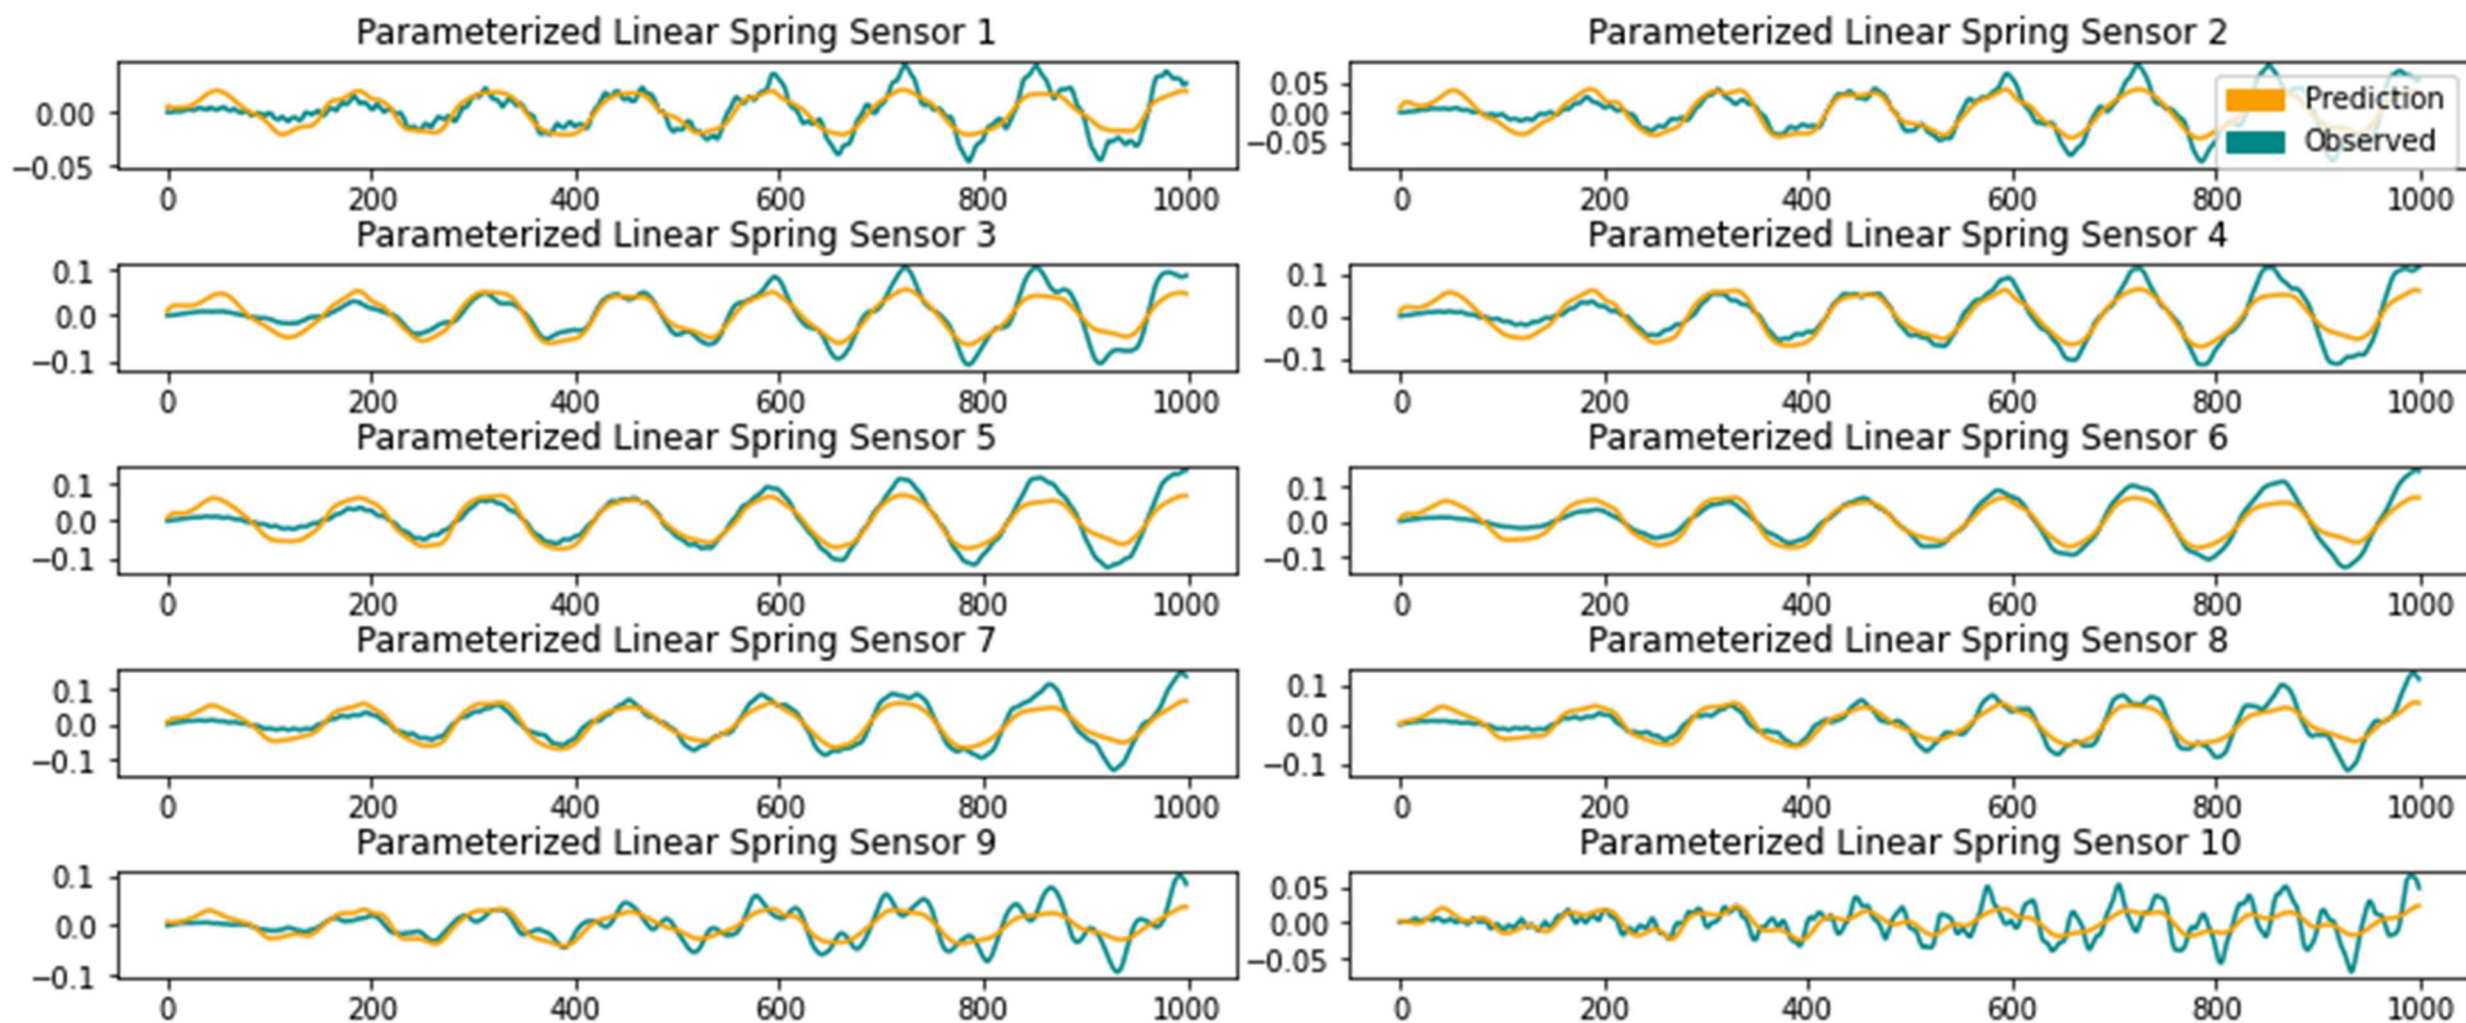 Parameterized Linear Spring Sensor 1
0.00
−0.05
0 200 400 600 800 1000
Parameterized Linear Spring Sensor 2
0.05
0.00
−0.05
Prediction
Observed
0 200 400 600 800 1000
Parameterized Linear Spring Sensor 3
0.1
0.0
−0.1
0 200 400 600 800 1000
Parameterized Linear Spring Sensor 4
0.1
0.0
−0.1
0 200 400 600 800 1000
Parameterized Linear Spring Sensor 5
0.1
0.0
−0.1
0 200 400 600 800 1000
Parameterized Linear Spring Sensor 6
0.1
0.0
−0.1
0 200 400 600 800 1000
Parameterized Linear Spring Sensor 7
0.1
0.0
−0.1
0 200 400 600 800 1000
Parameterized Linear Spring Sensor 8
0.1
0.0
−0.1
0 200 400 600 800 1000
Parameterized Linear Spring Sensor 9
0.1
0.0
−0.1
0 200 400 600 800 1000
Parameterized Linear Spring Sensor 10
0.05
0.00
−0.05
0 200 400 600 800 1000